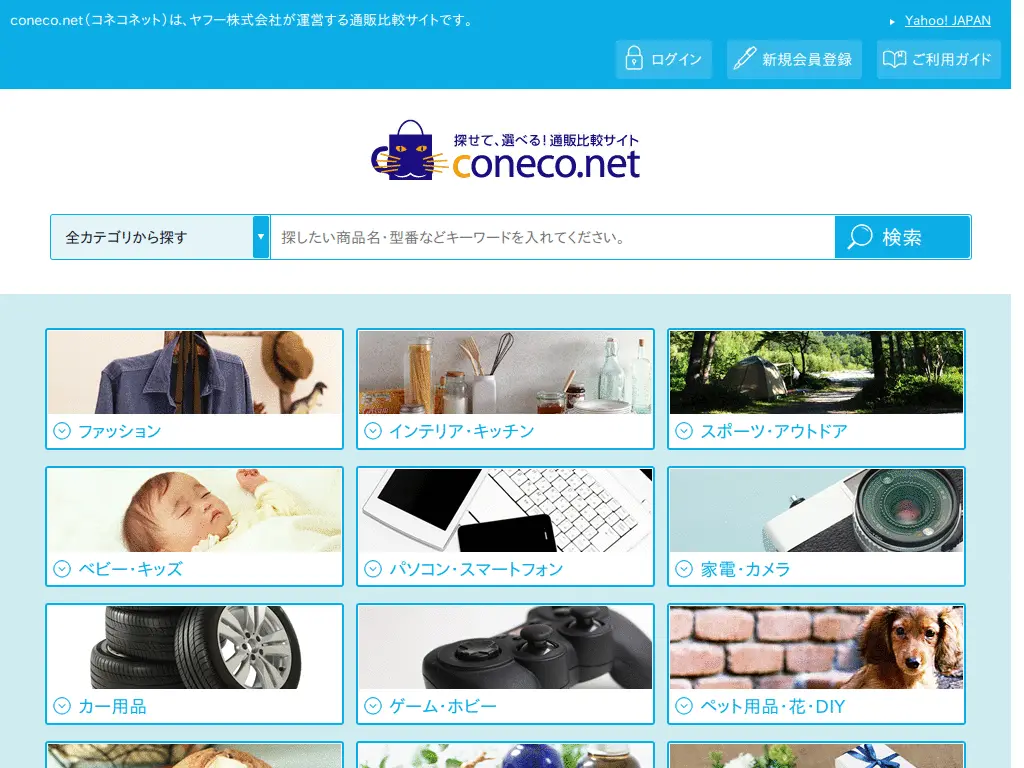 coneco.net(コネコネット)は、ヤフー株式会社が運営する通販比較サイトです。
Yahoo! JAPAN
ログイン
新規会員登録
ご利用ガイド
探せて、選べる！通販比較サイト
coneco.net
全カテゴリから探す
探したい商品名・型番などキーワードを入れてください。
検索
ファッション
インテリア・キッチン
スポーツ・アウトドア
ベビー・キッズ
パソコン・スマートフォン
家電・カメラ
カー用品
ゲーム・ホビー
ペット用品・花・DIY